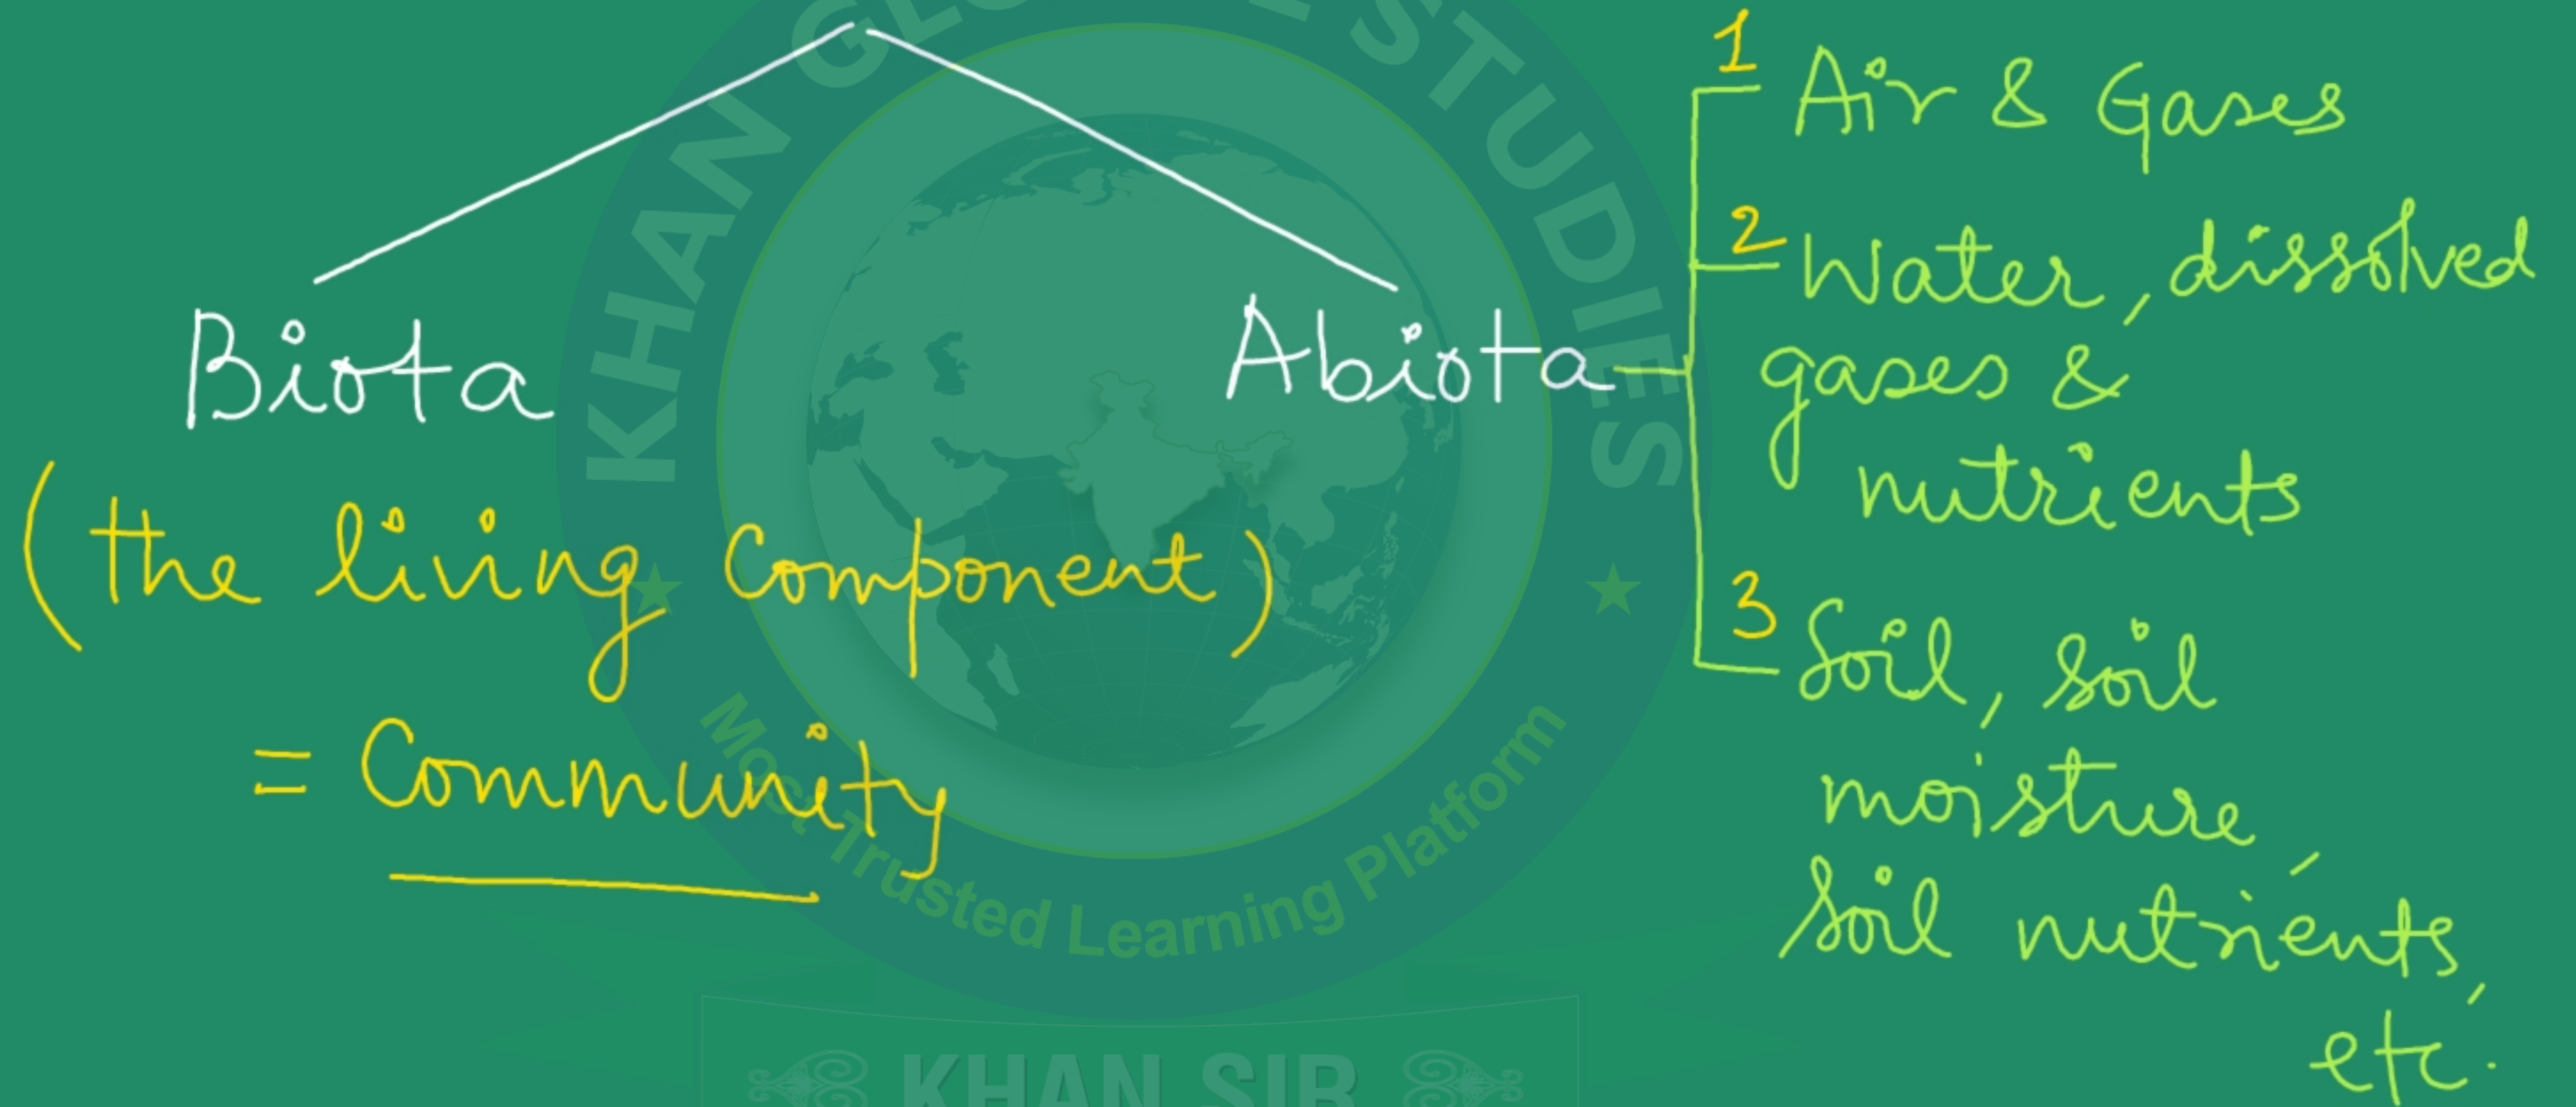 KHAN GLOBAL STUDIES
Biota
(the living component)
= Community
Abiota
1 Air & Gases
2 Water, dissolved
gases &
nutrients
3 Soil, soil
moisture,
soil nutrients,
etc.
Most Trusted Learning Platform
KHAN SIR